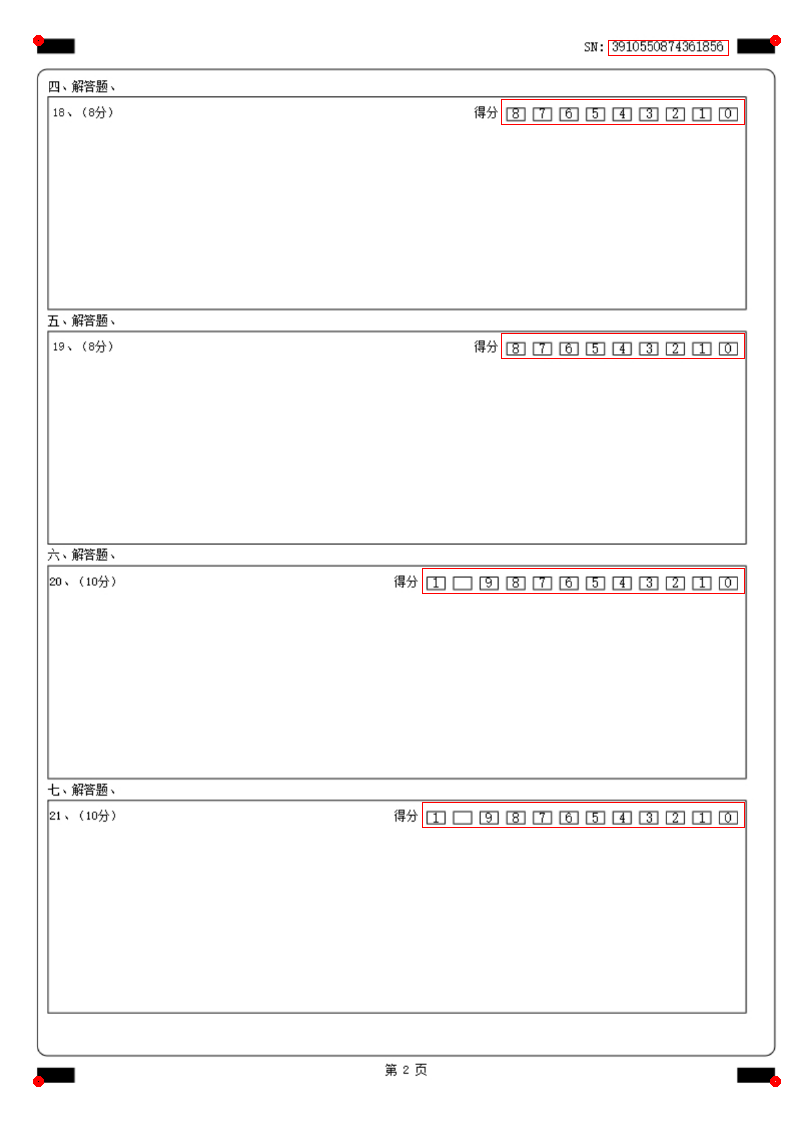 SN: 3910550874361856
四、解答题、
18、（8分） 得分 8 7 6 5 4 3 2 1 0
五、解答题、
19、（8分） 得分 8 7 6 5 4 3 2 1 0
六、解答题、
20、（10分） 得分 1 9 8 7 6 5 4 3 2 1 0
七、解答题、
21、（10分） 得分 1 9 8 7 6 5 4 3 2 1 0
第 2 页